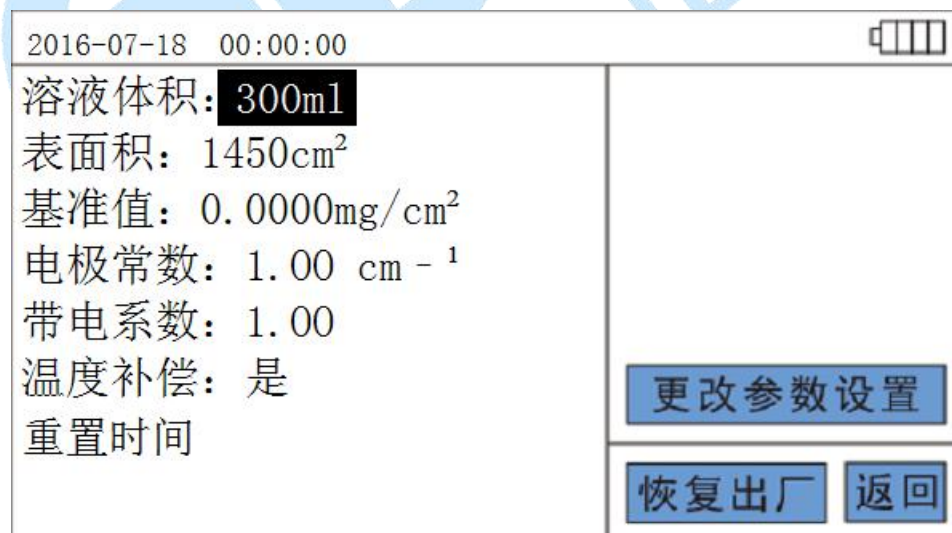 2016-07-18 00:00:00
溶液体积：300ml
表面积：1450cm²
基准值：0.0000mg/cm²
电极常数：1.00 cm-¹
带电系数：1.00
温度补偿：是
重置时间
更改参数设置
恢复出厂 返回